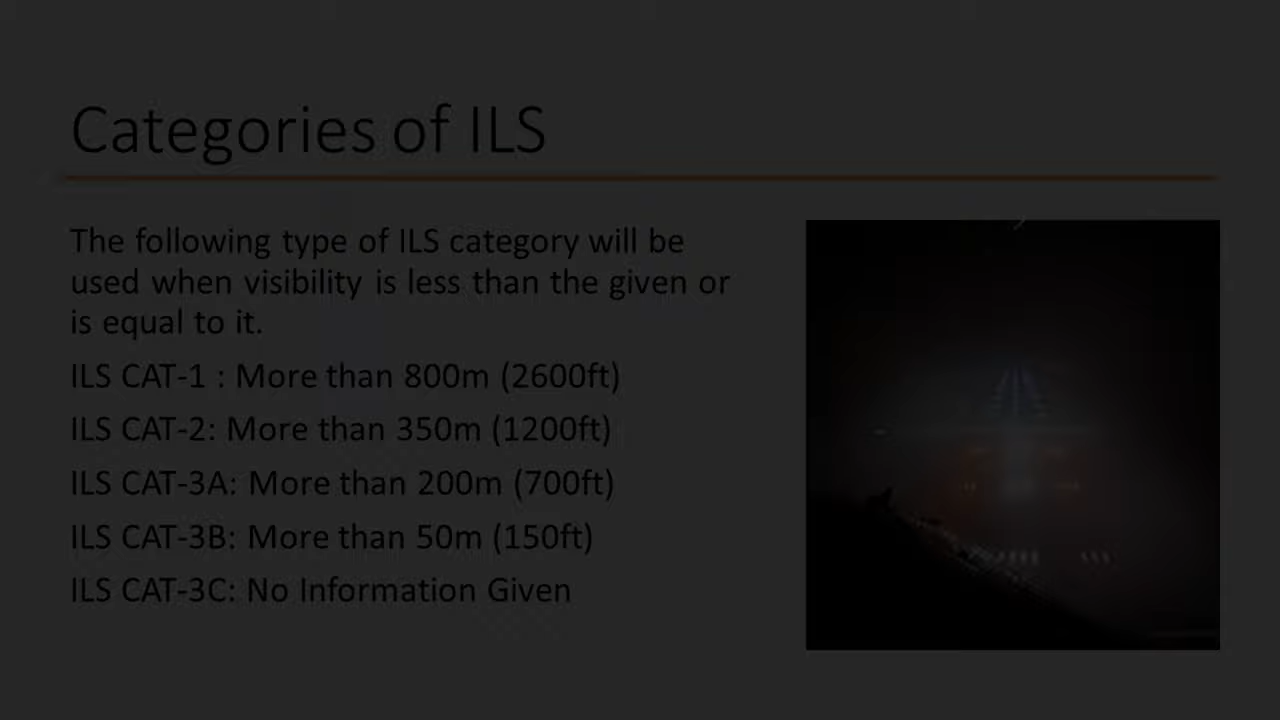 Categories of ILS
The following type of ILS category will be
used when visibility is less than the given or
is equal to it.
ILS CAT-1 : More than 800m (2600ft)
ILS CAT-2: More than 350m (1200ft)
ILS CAT-3A: More than 200m (700ft)
ILS CAT-3B: More than 50m (150ft)
ILS CAT-3C: No Information Given